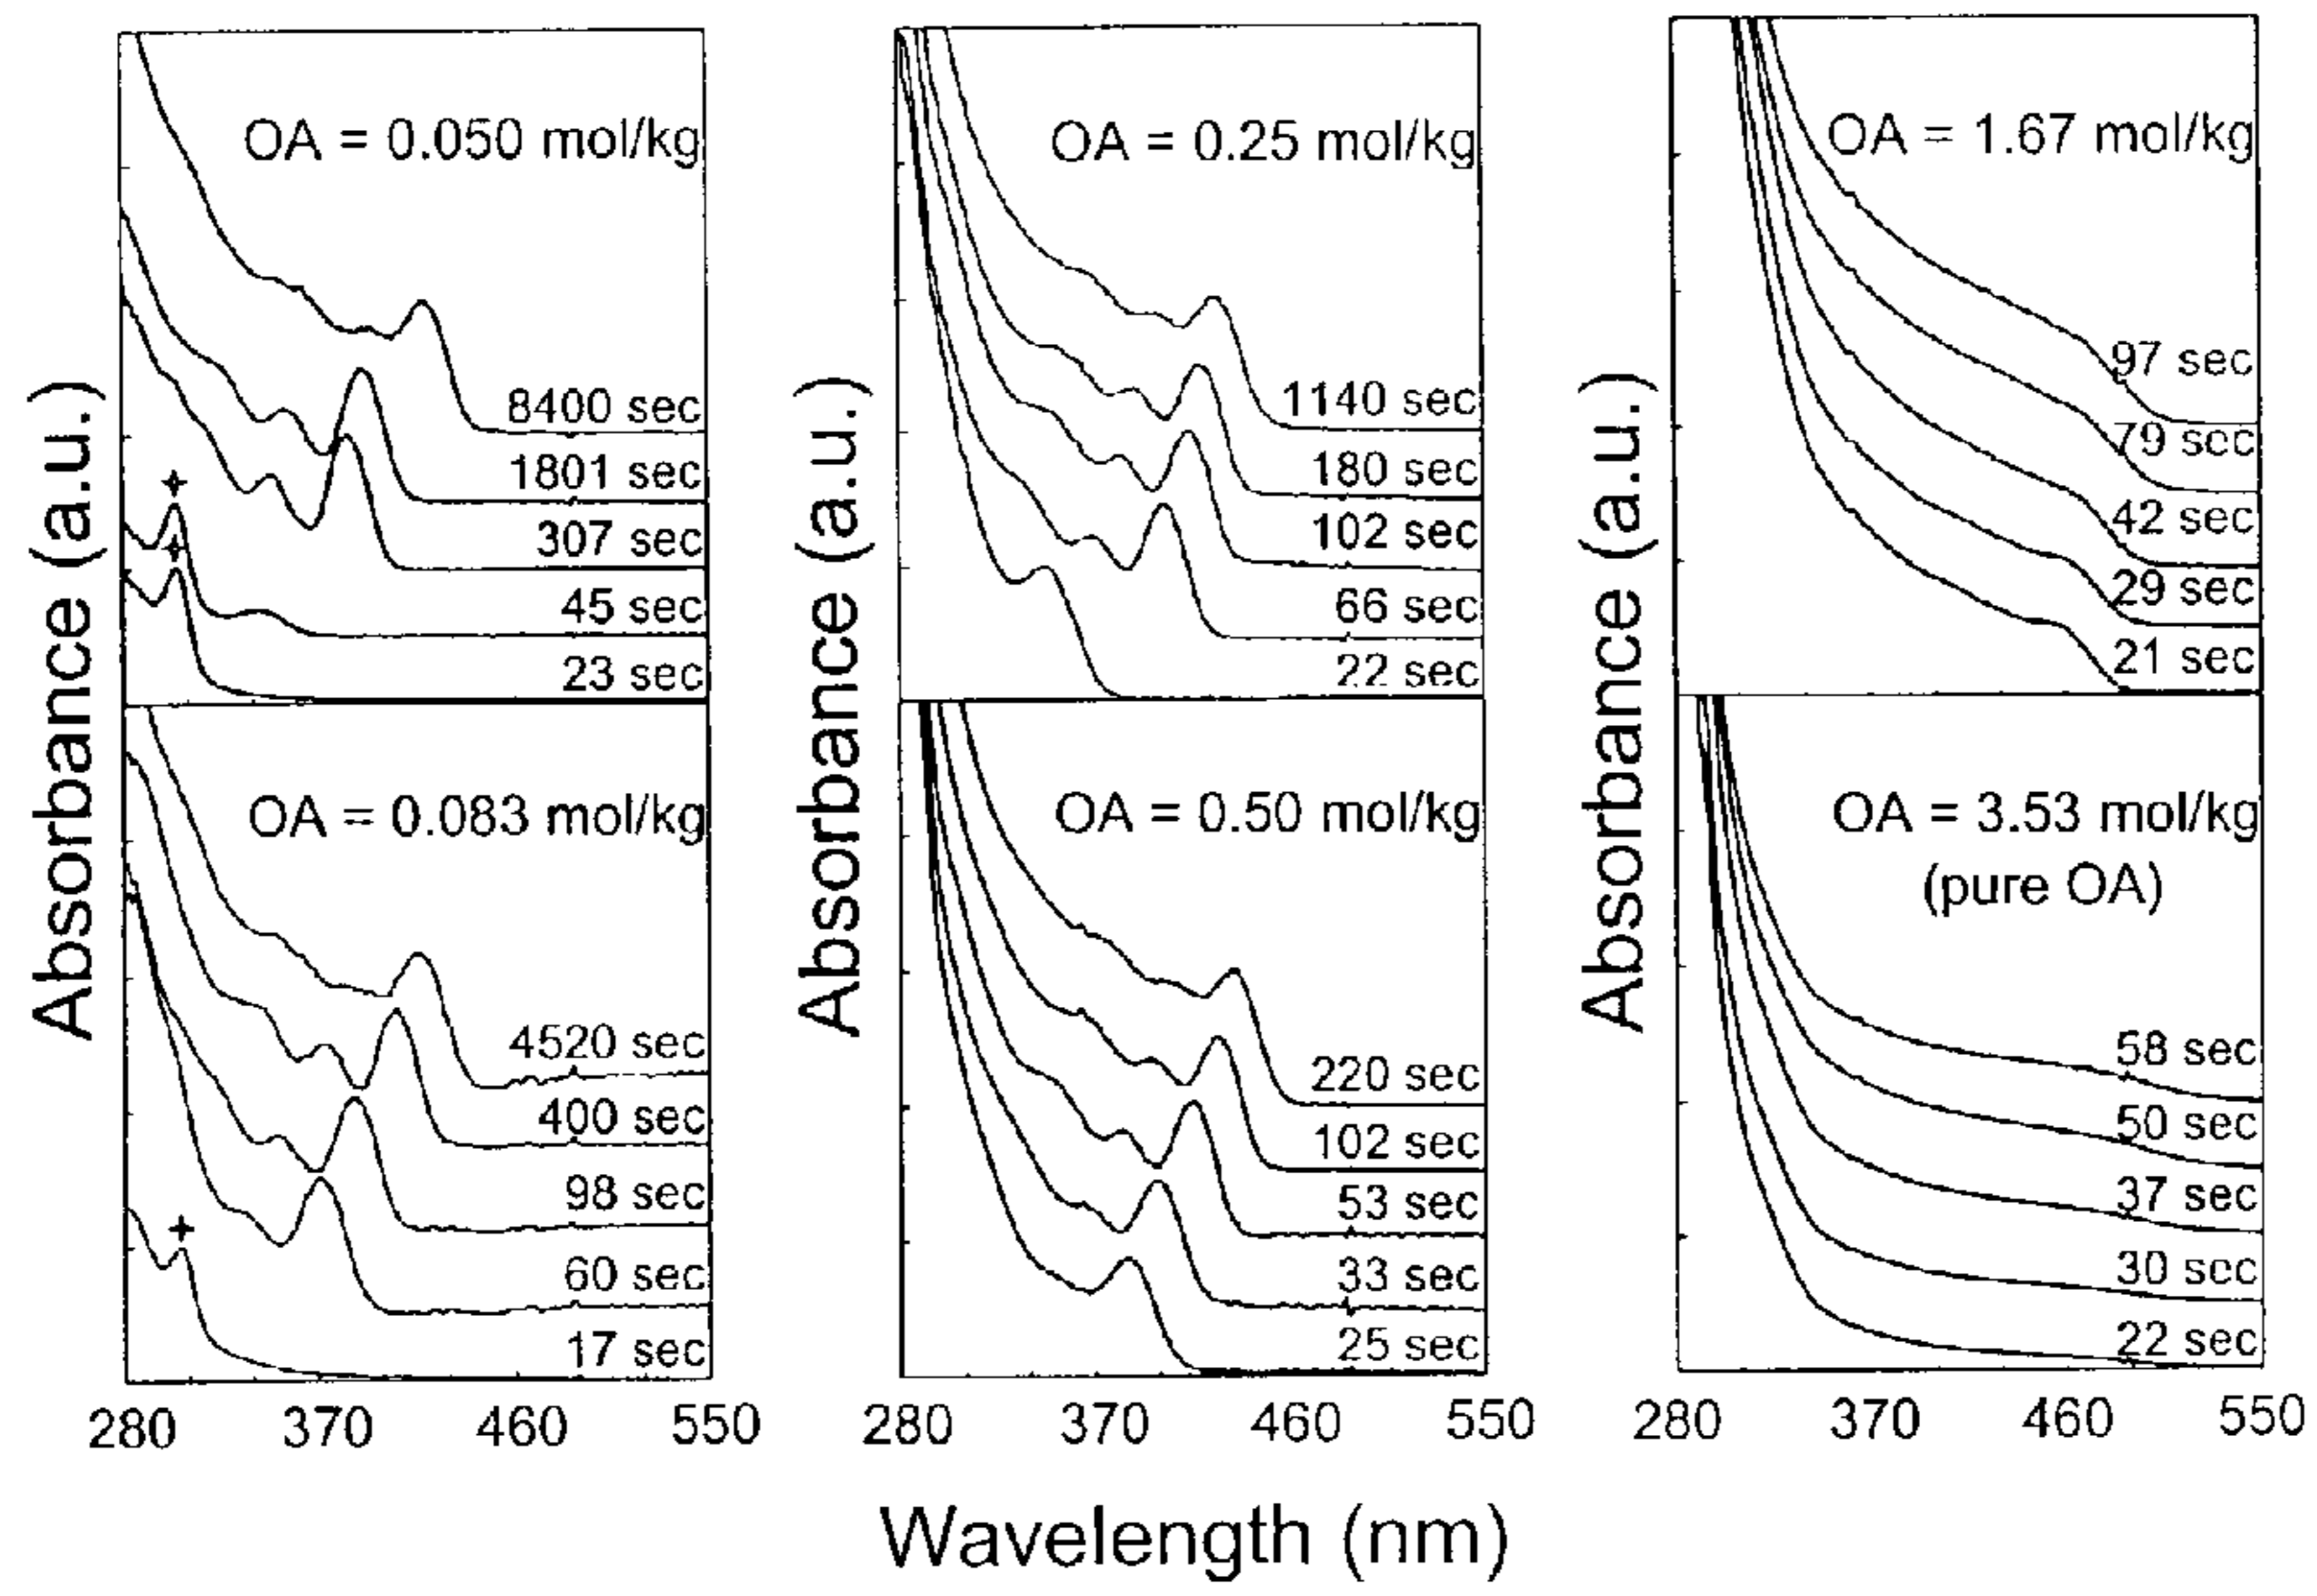 Absorbance (a.u.)
OA = 0.050 mol/kg
8400 sec
1801 sec
307 sec
+
45 sec
+
23 sec
Absorbance (a.u.)
OA = 0.25 mol/kg
1140 sec
180 sec
102 sec
66 sec
22 sec
Absorbance (a.u.)
OA = 1.67 mol/kg
97 sec
79 sec
42 sec
29 sec
21 sec
Absorbance (a.u.)
OA = 0.083 mol/kg
4520 sec
400 sec
98 sec
60 sec
+
17 sec
280 370 460 550
Absorbance (a.u.)
OA = 0.50 mol/kg
220 sec
102 sec
53 sec
33 sec
25 sec
280 370 460 550
Absorbance (a.u.)
OA = 3.53 mol/kg
(pure OA)
58 sec
50 sec
37 sec
30 sec
22 sec
280 370 460 550
Wavelength (nm)